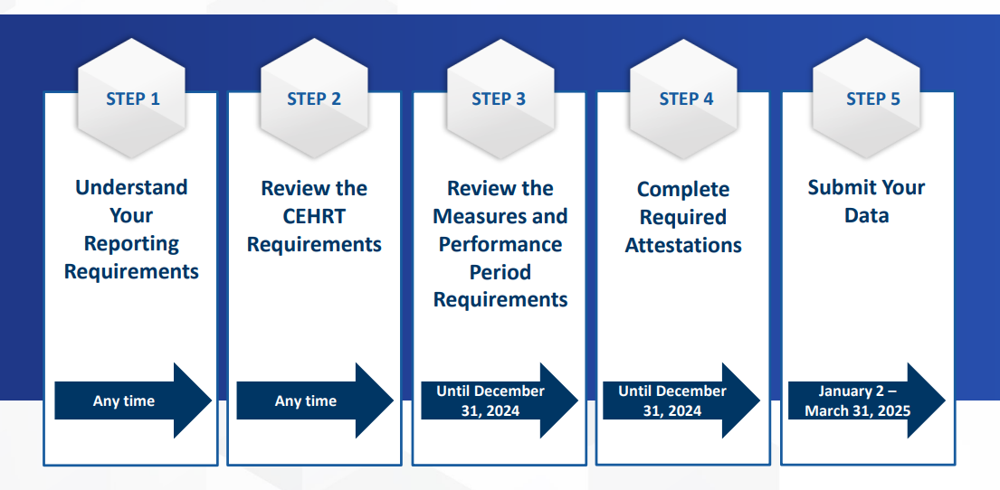 STEP 1
Understand
Your
Reporting
Requirements
Any time
STEP 2
Review the
CEHRT
Requirements
Any time
STEP 3
Review the
Measures and
Performance
Period
Requirements
Until December
31, 2024
STEP 4
Complete
Required
Attestations
Until December
31, 2024
STEP 5
Submit Your
Data
January 2 –
March 31, 2025